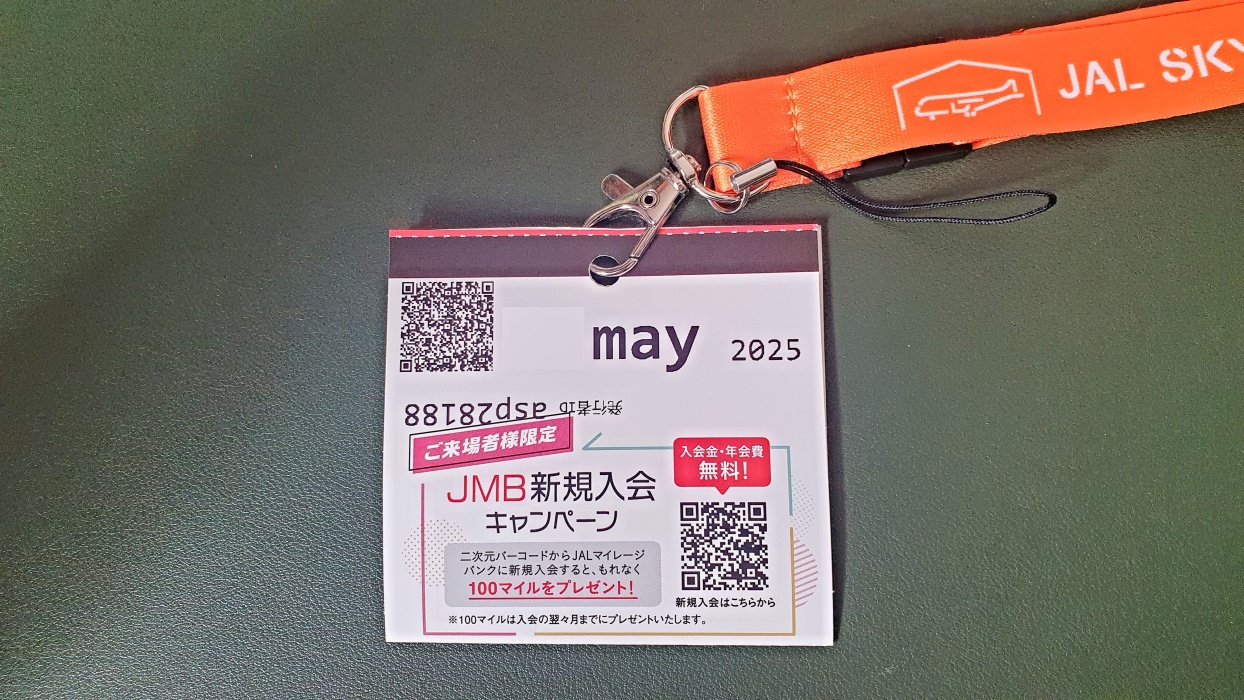 JAL SKY
may 2025
発行者ID asp28188
ご来場者様限定
入会金・年会費
無料!
JMB新規入会
キャンペーン
二次元バーコードからJALマイレージ
バンクに新規入会すると、もれなく
100マイルをプレゼント!
新規入会はこちらから
※100マイルは入会の翌々月までにプレゼントいたします。